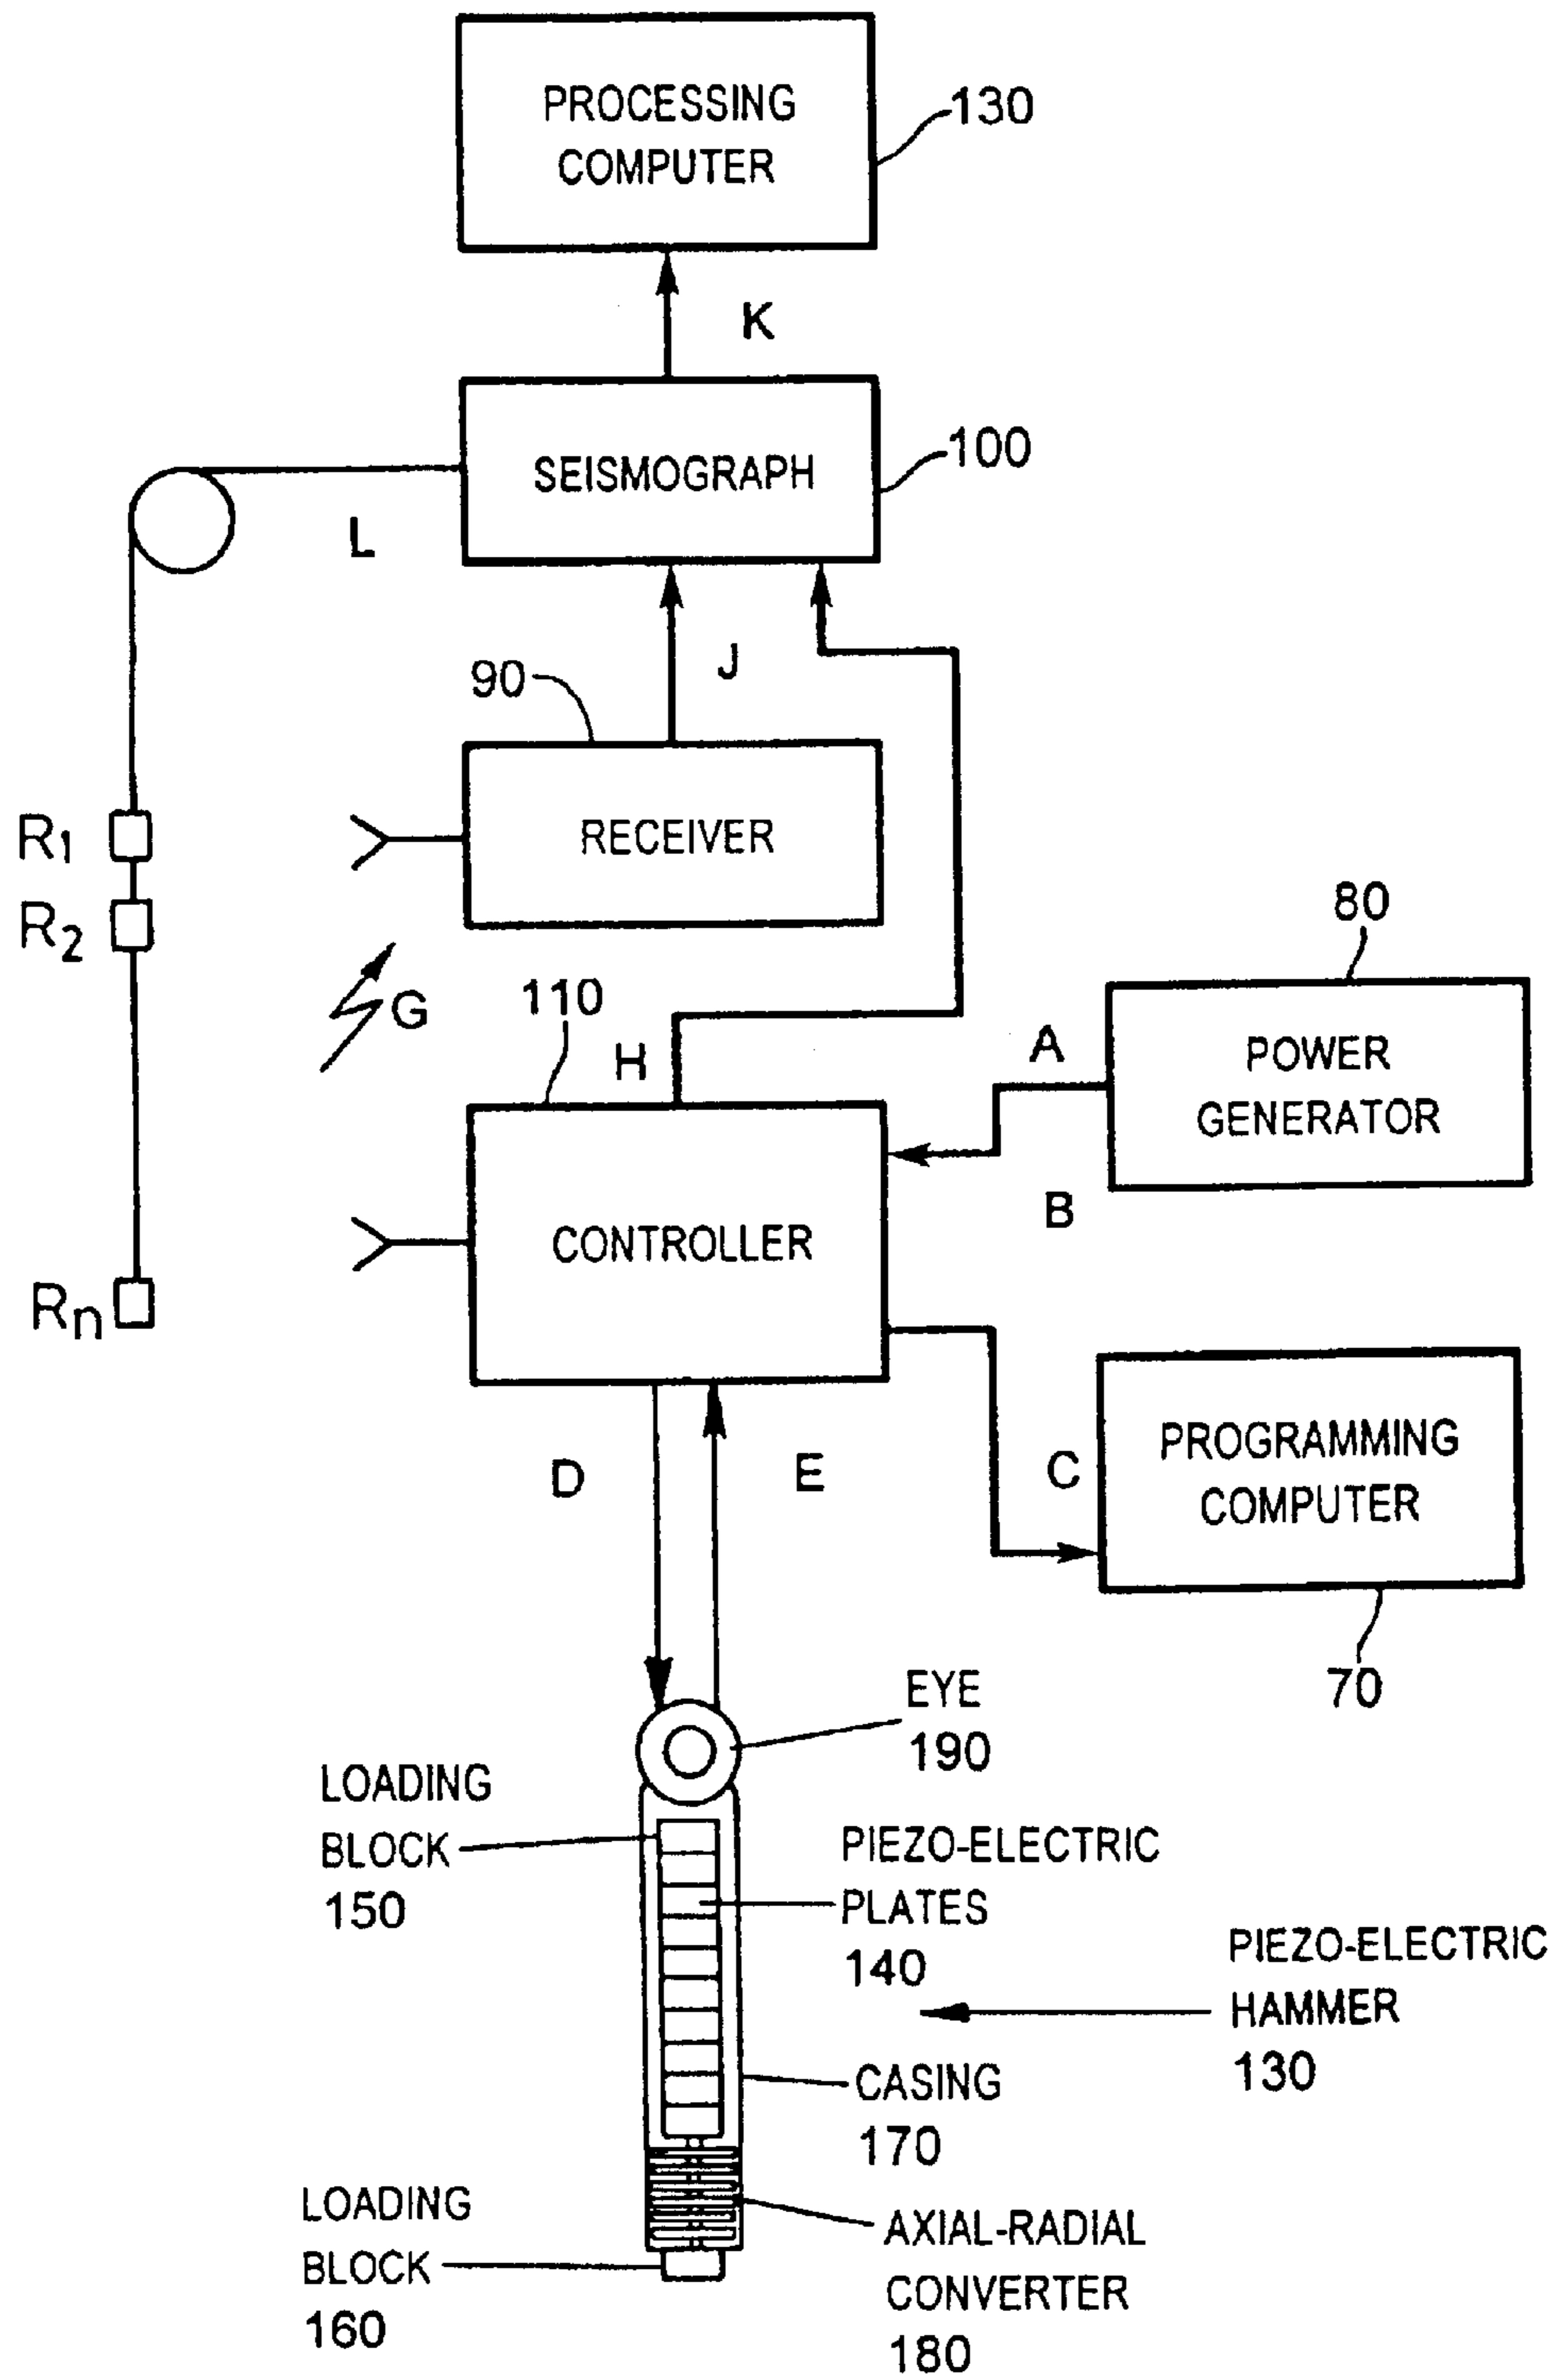 PROCESSING
COMPUTER
130
K
SEISMOGRAPH
100
L
J
90
RECEIVER
R1
R2
Rn
G
110
H
80
A
POWER
GENERATOR
B
CONTROLLER
D
E
C
PROGRAMMING
COMPUTER
70
EYE
190
LOADING
BLOCK
150
PIEZO-ELECTRIC
PLATES
140
PIEZO-ELECTRIC
HAMMER
130
CASING
170
LOADING
BLOCK
160
AXIAL-RADIAL
CONVERTER
180